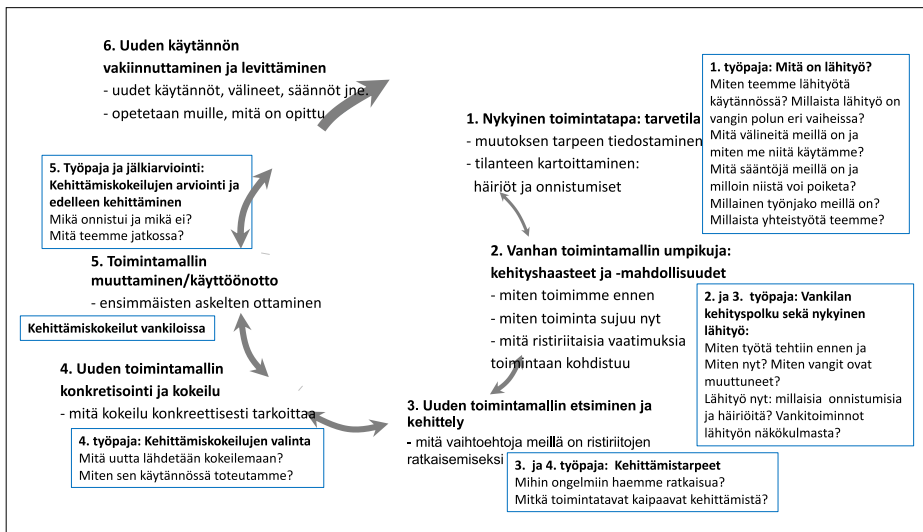 6. Uuden käytännön
vakiinnuttaminen ja levittäminen
- uudet käytännöt, välineet, säännöt jne.
- opetetaan muille, mitä on opittu
1. Nykyinen toimintatapa: tarvetila
- muutoksen tarpeen tiedostaminen
- tilanteen kartoittaminen:
häiriöt ja onnistumiset
1. työpaja: Mitä on lähityö?
Miten teemme lähityötä
käytännössä? Millaista lähityö on
vangin polun eri vaiheissa?
Mitä välineitä meillä on ja
miten me niitä käytämme?
Mitä sääntöjä meillä on ja
milloin niistä voi poiketa?
Millainen työnjako meillä on?
Millaista yhteistyötä teemme?
2. Vanhan toimintamallin umpikuja:
kehityshaasteet ja -mahdollisuudet
- miten toimimme ennen
- miten toiminta sujuu nyt
- mitä ristiriitaisia vaatimuksia
toimintaan kohdistuu
2. ja 3. työpaja: Vankilan
kehityspolku sekä nykyinen
lähityö:
Miten työtä tehtiin ennen ja
Miten nyt? Miten vangit ovat
muuttuneet?
Lähityö nyt: millaisia onnistumisia
ja häiriöitä? Vankitoiminnot
lähityön näkökulmasta?
3. Uuden toimintamallin etsiminen ja
kehittely
- mitä vaihtoehtoja meillä on ristiriitojen
ratkaisemiseksi
3. ja 4. työpaja: Kehittämistarpeet
Mihin ongelmiin haemme ratkaisua?
Mitkä toimintatavat kaipaavat kehittämistä?
4. Uuden toimintamallin
konkretisointi ja kokeilu
- mitä kokeilu konkreettisesti tarkoittaa
4. työpaja: Kehittämiskokeilujen valinta
Mitä uutta lähdetään kokeilemaan?
Miten sen käytännössä toteutamme?
5. Toimintamallin
muuttaminen/käyttöönotto
- ensimmäisten askelten ottaminen
Kehittämiskokeilut vankiloissa
5. Työpaja ja jälkiarviointi:
Kehittämiskokeilujen arviointi ja
edelleen kehittäminen
Mikä onnistui ja mikä ei?
Mitä teemme jatkossa?